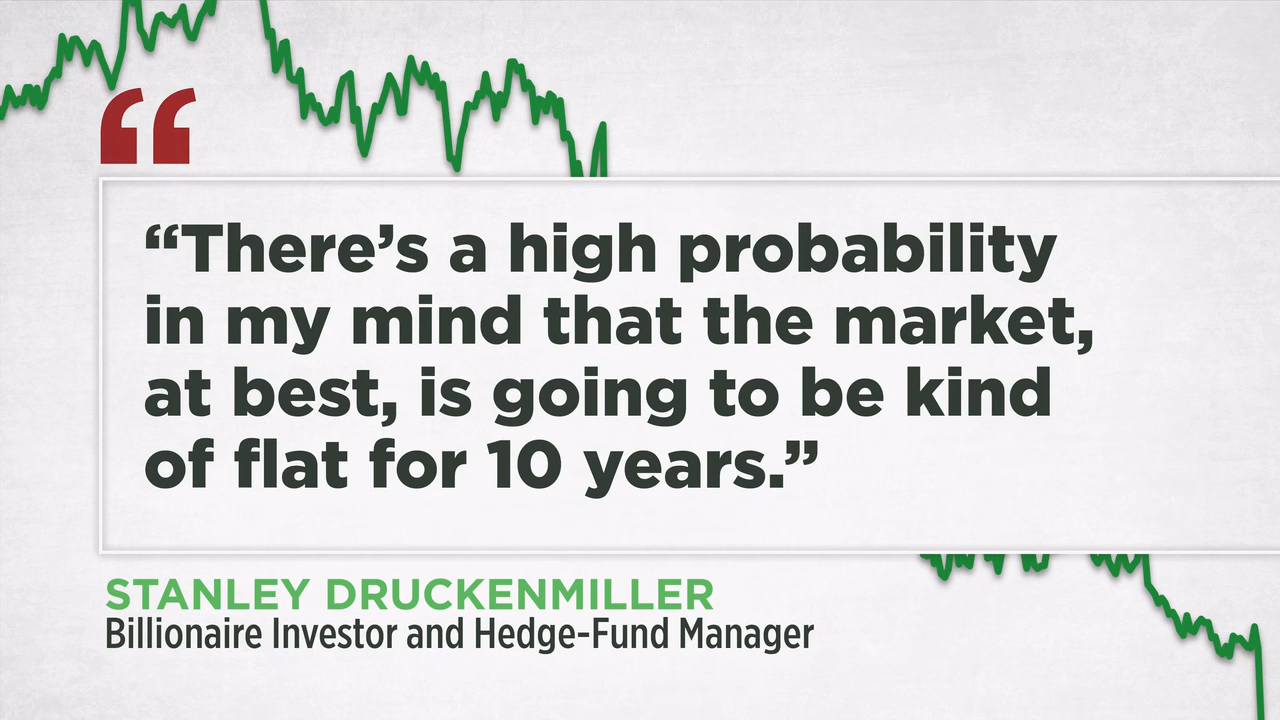 “
“There’s a high probability
in my mind that the market,
at best, is going to be kind
of flat for 10 years.”
STANLEY DRUCKENMILLER
Billionaire Investor and Hedge-Fund Manager